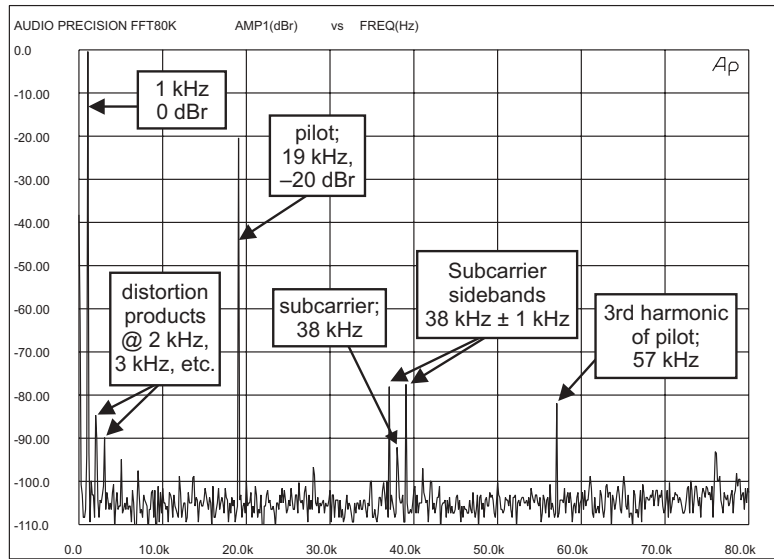 AUDIO PRECISION FFT80K AMP1(dBr) vs FREQ(Hz)
Ap
0.0
-10.00
-20.00
-30.00
-40.00
-50.00
-60.00
-70.00
-80.00
-90.00
-100.0
-110.0
1 kHz
0 dBr
pilot;
19 kHz,
–20 dBr
distortion
products
@ 2 kHz,
3 kHz, etc.
subcarrier;
38 kHz
Subcarrier
sidebands
38 kHz ± 1 kHz
3rd harmonic
of pilot;
57 kHz
0.0 10.0k 20.0k 30.0k 40.0k 50.0k 60.0k 70.0k 80.0k